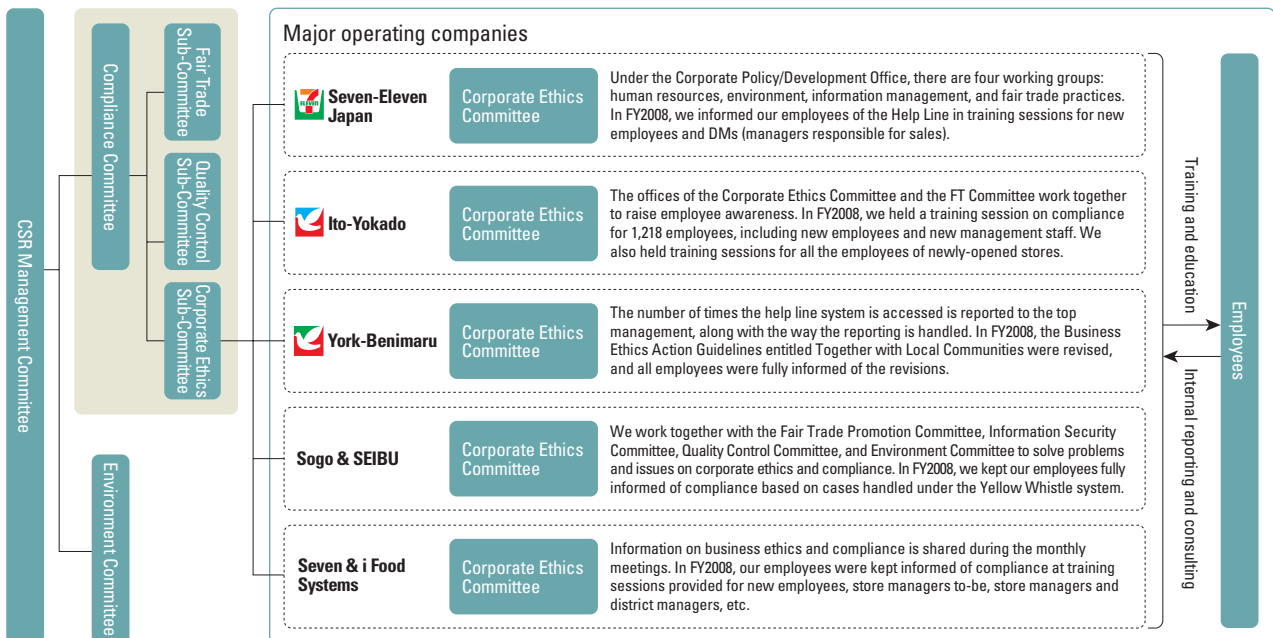 CSR Management Committee
Compliance Committee
Environment Committee
Fair Trade
Sub-Committee
Quality Control
Sub-Committee
Corporate Ethics
Sub-Committee
Major operating companies
7
ELEVEN
Seven-Eleven
Japan
Corporate Ethics
Committee
Under the Corporate Policy/Development Office, there are four working groups:
human resources, environment, information management, and fair trade practices.
In FY2008, we informed our employees of the Help Line in training sessions for new
employees and DMs (managers responsible for sales).
Ito-Yokado
Corporate Ethics
Committee
The offices of the Corporate Ethics Committee and the FT Committee work together
to raise employee awareness. In FY2008, we held a training session on compliance
for 1,218 employees, including new employees and new management staff. We
also held training sessions for all the employees of newly-opened stores.
York-Benimaru
Corporate Ethics
Committee
The number of times the help line system is accessed is reported to the top
management, along with the way the reporting is handled. In FY2008, the Business
Ethics Action Guidelines entitled Together with Local Communities were revised,
and all employees were fully informed of the revisions.
Sogo & SEIBU
Corporate Ethics
Committee
We work together with the Fair Trade Promotion Committee, Information Security
Committee, Quality Control Committee, and Environment Committee to solve problems
and issues on corporate ethics and compliance. In FY2008, we kept our employees fully
informed of compliance based on cases handled under the Yellow Whistle system.
Seven & i Food
Systems
Corporate Ethics
Committee
Information on business ethics and compliance is shared during the monthly
meetings. In FY2008, our employees were kept informed of compliance at training
sessions provided for new employees, store managers to-be, store managers and
district managers, etc.
Training and education
Internal reporting and consulting
Employees